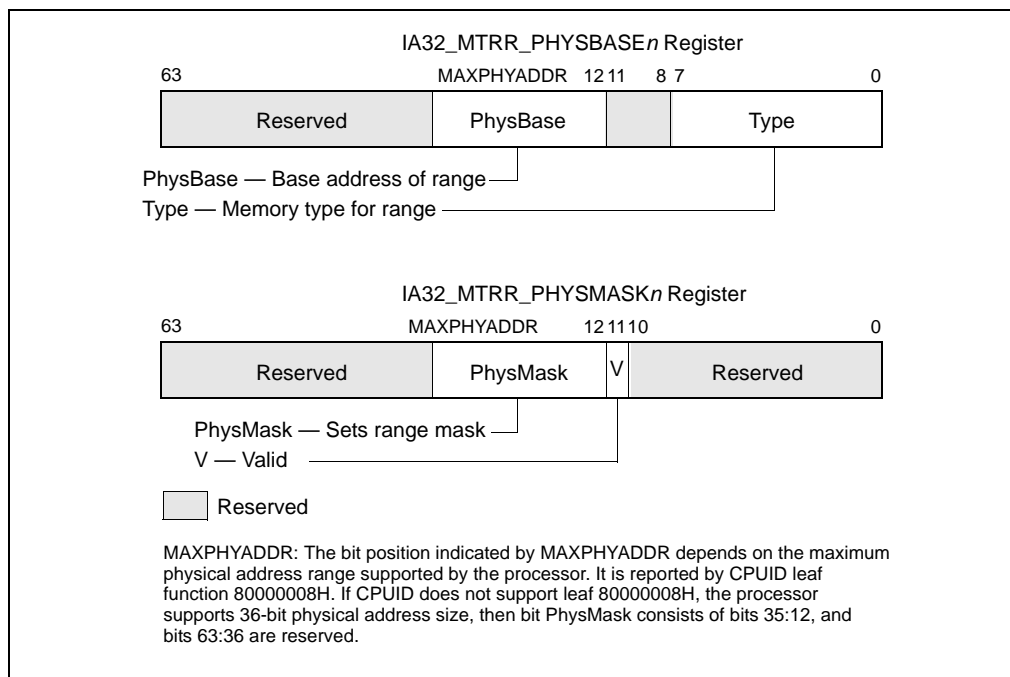 IA32_MTRR_PHYSBASEn Register
63 MAXPHYADDR 12 11 8 7 0
Reserved PhysBase Type
PhysBase — Base address of range
Type — Memory type for range
IA32_MTRR_PHYSMASKn Register
63 MAXPHYADDR 12 11 10 0
Reserved PhysMask V Reserved
PhysMask — Sets range mask
V — Valid
Reserved
MAXPHYADDR: The bit position indicated by MAXPHYADDR depends on the maximum
physical address range supported by the processor. It is reported by CPUID leaf
function 80000008H. If CPUID does not support leaf 80000008H, the processor
supports 36-bit physical address size, then bit PhysMask consists of bits 35:12, and
bits 63:36 are reserved.